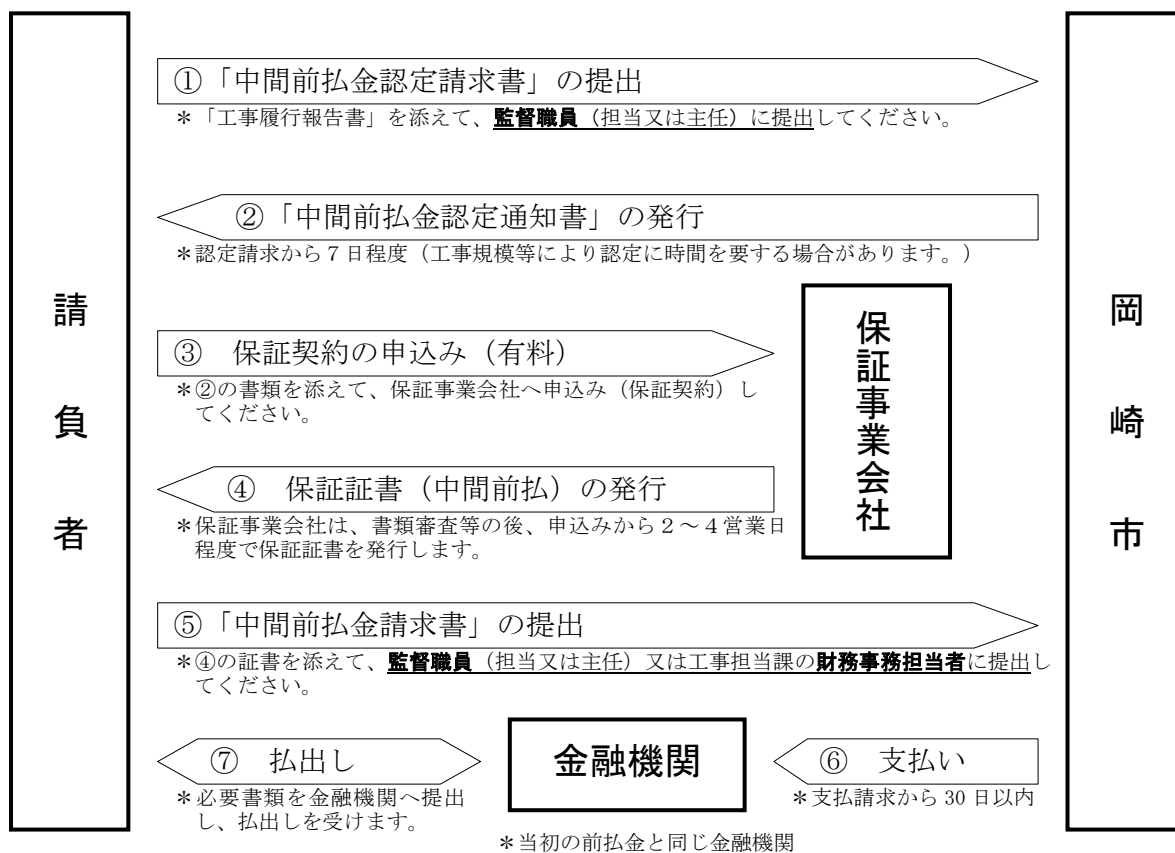 ①「中間前払金認定請求書」の提出
＊「工事履行報告書」を添えて、監督職員（担当又は主任）に提出してください。
②「中間前払金認定通知書」の発行
＊認定請求から７日程度（工事規模等により認定に時間を要する場合があります。）
請負者
岡崎市
保証事業会社
③　保証契約の申込み（有料）
＊②の書類を添えて、保証事業会社へ申込み（保証契約）し
てください。
④　保証証書（中間前払）の発行
＊保証事業会社は、書類審査等の後、申込みから２～４営業日
程度で保証証書を発行します。
⑤「中間前払金請求書」の提出
＊④の証書を添えて、監督職員（担当又は主任）又は工事担当課の財務事務担当者に提出し
てください。
⑦　払出し
金融機関
⑥　支払い
＊必要書類を金融機関へ提出
し、払出しを受けます。
＊支払請求から 30 日以内
＊当初の前払金と同じ金融機関